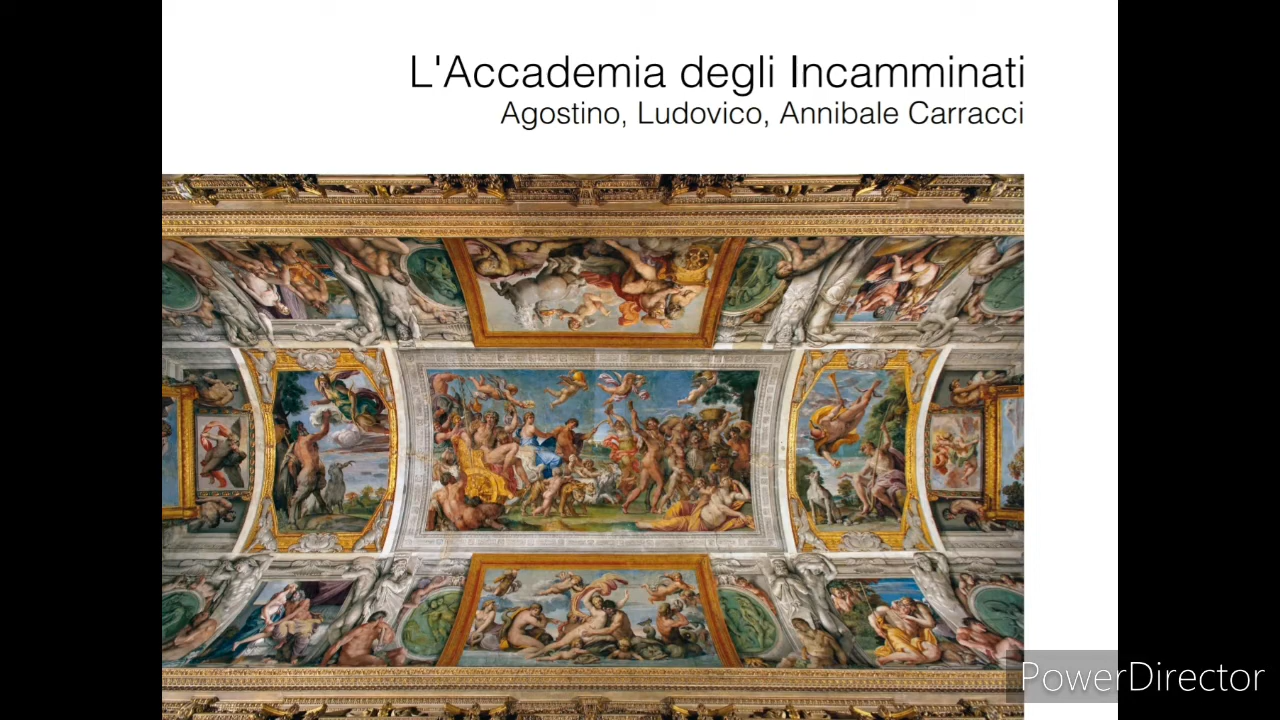 L'Accademia degli Incamminati
Agostino, Ludovico, Annibale Carracci
PowerDirector